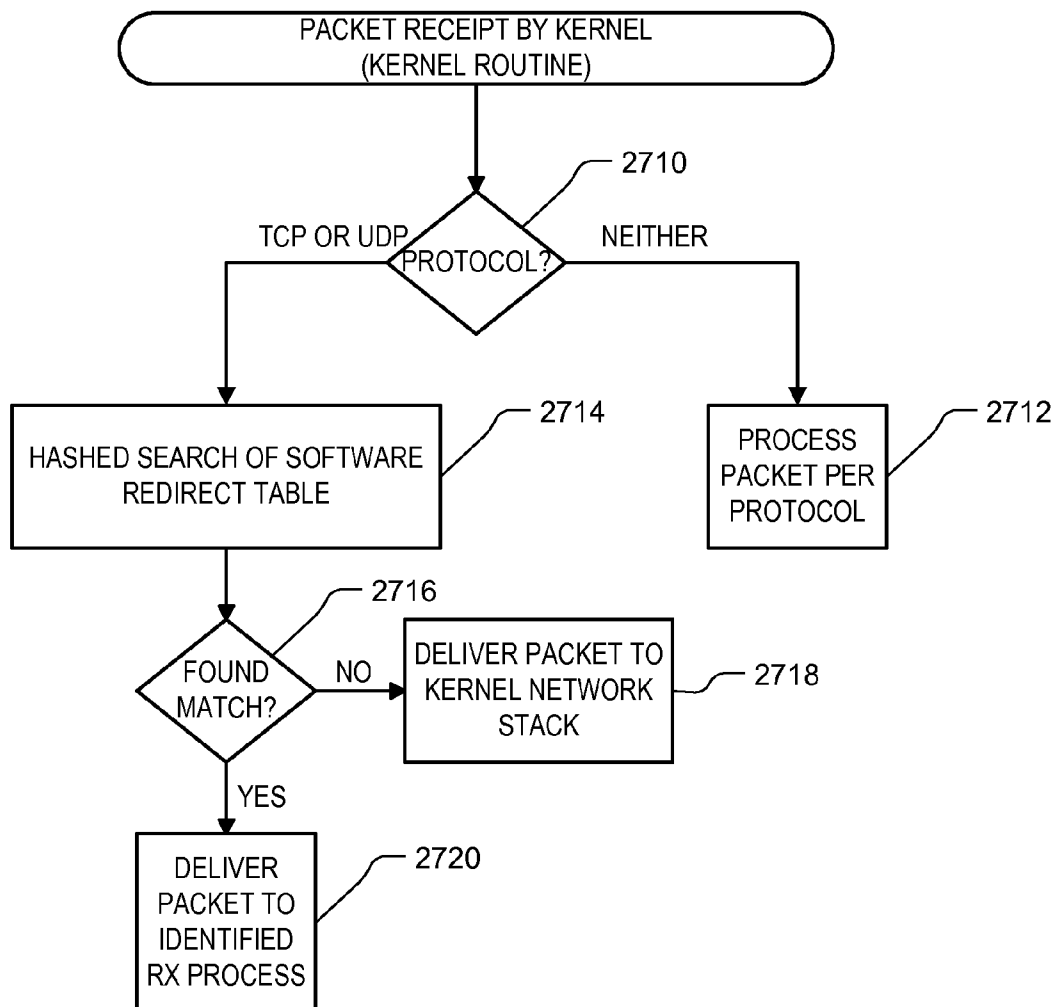 PACKET RECEIPT BY KERNEL
(KERNEL ROUTINE)
2710
TCP OR UDP
PROTOCOL?
NEITHER
2714
HASHED SEARCH OF SOFTWARE
REDIRECT TABLE
2712
PROCESS
PACKET PER
PROTOCOL
2716
FOUND
MATCH?
NO
DELIVER PACKET TO
KERNEL NETWORK
STACK
2718
YES
DELIVER
PACKET TO
IDENTIFIED
RX PROCESS
2720